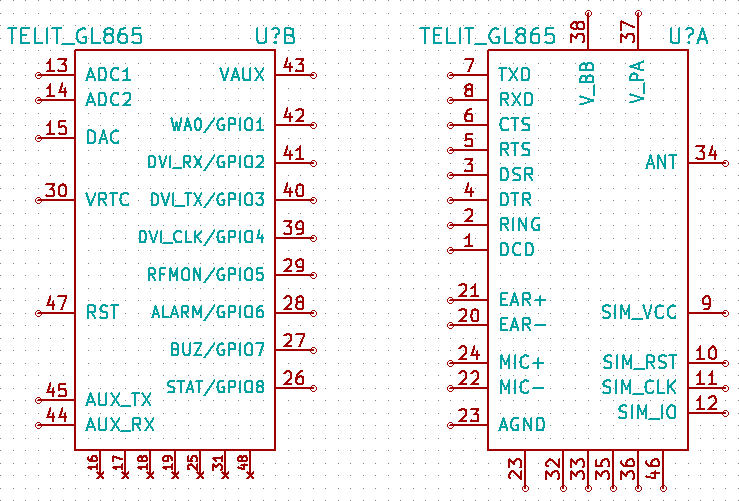 TELIT_GL865 U?B
13 ADC1
14 ADC2
15 DAC
30 VRTC
47 RST
45 AUX_TX
44 AUX_RX
VAUX 43
WA0/GPIO1 42
DVI_RX/GPIO2 41
DVI_TX/GPIO3 40
DVI_CLK/GPIO4 39
RFMON/GPIO5 29
ALARM/GPIO6 28
BUZ/GPIO7 27
STAT/GPIO8 26
16 17 18 19 25 31 48
TELIT_GL865 U?A
38 V_BB
37 V_PA
7 TXD
8 RXD
6 CTS
5 RTS
3 DSR
4 DTR
2 RING
1 DCD
21 EAR+
20 EAR-
24 MIC+
22 MIC-
23 AGND
ANT 34
SIM_VCC 9
SIM_RST 10
SIM_CLK 11
SIM_IO 12
23 32 33 35 36 46